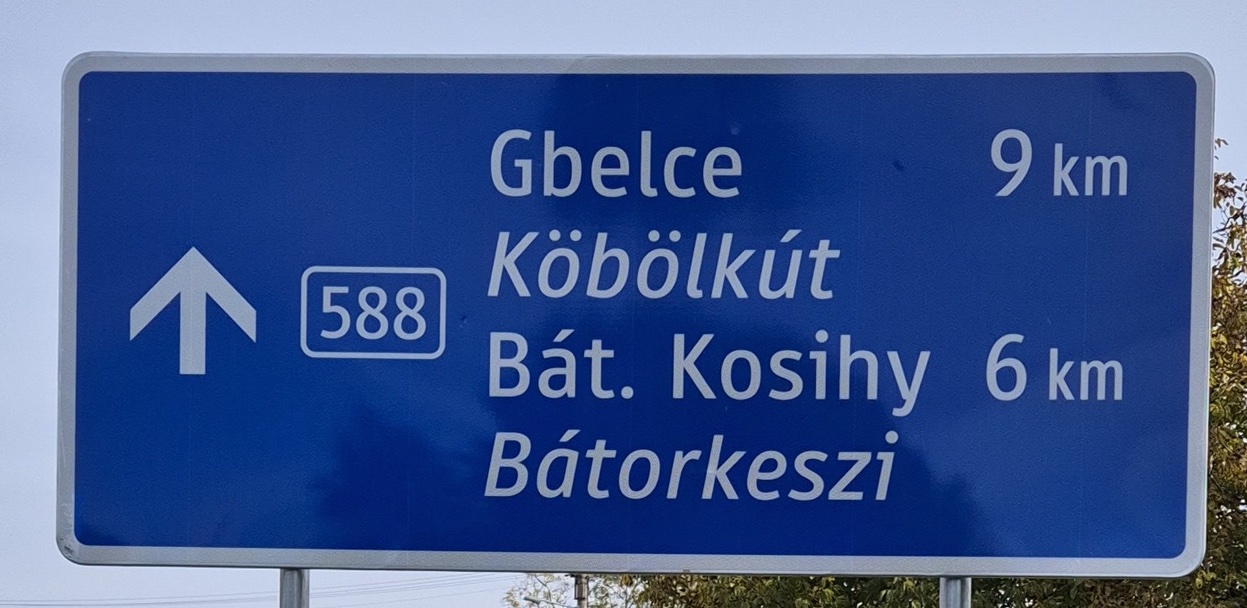 Gbelce 9 km
Köbölkút
588
Bát. Kosihy 6 km
Bátorkeszi